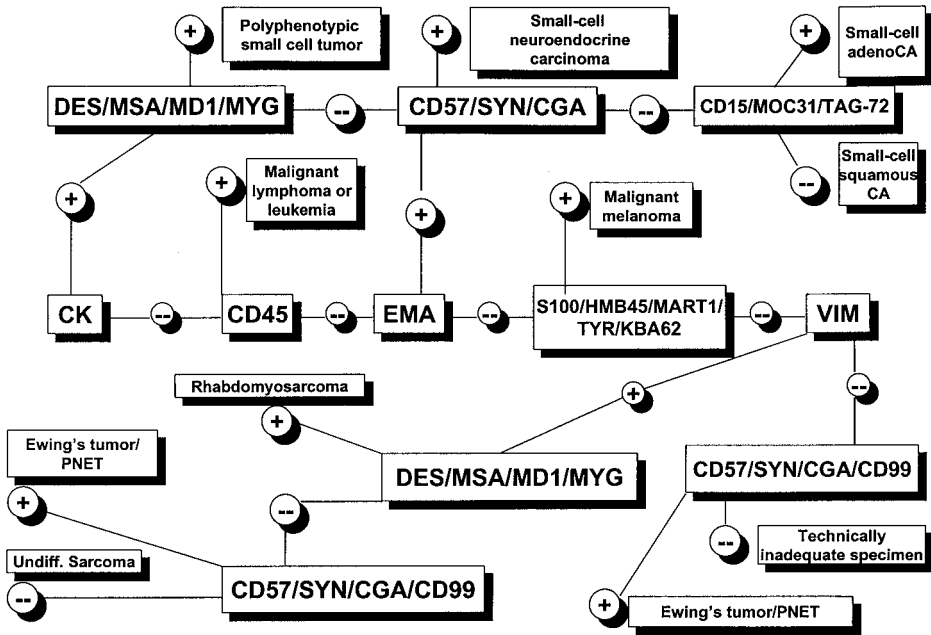 Polyphenotypic
small cell tumor
Small-cell
neuroendocrine
carcinoma
Small-cell
adenoCA
+
+
+
DES/MSA/MD1/MYG
--
CD57/SYN/CGA
--
CD15/MOC31/TAG-72
Malignant
lymphoma or
leukemia
Malignant
melanoma
Small-cell
squamous
CA
+
+
+
+
--
CK
--
CD45
--
EMA
--
S100/HMB45/MART1/
TYR/KBA62
--
VIM
Rhabdomyosarcoma
+
+
--
Ewing's tumor/
PNET
+
DES/MSA/MD1/MYG
CD57/SYN/CGA/CD99
--
--
Technically
inadequate specimen
Undiff. Sarcoma
--
CD57/SYN/CGA/CD99
+
Ewing's tumor/PNET